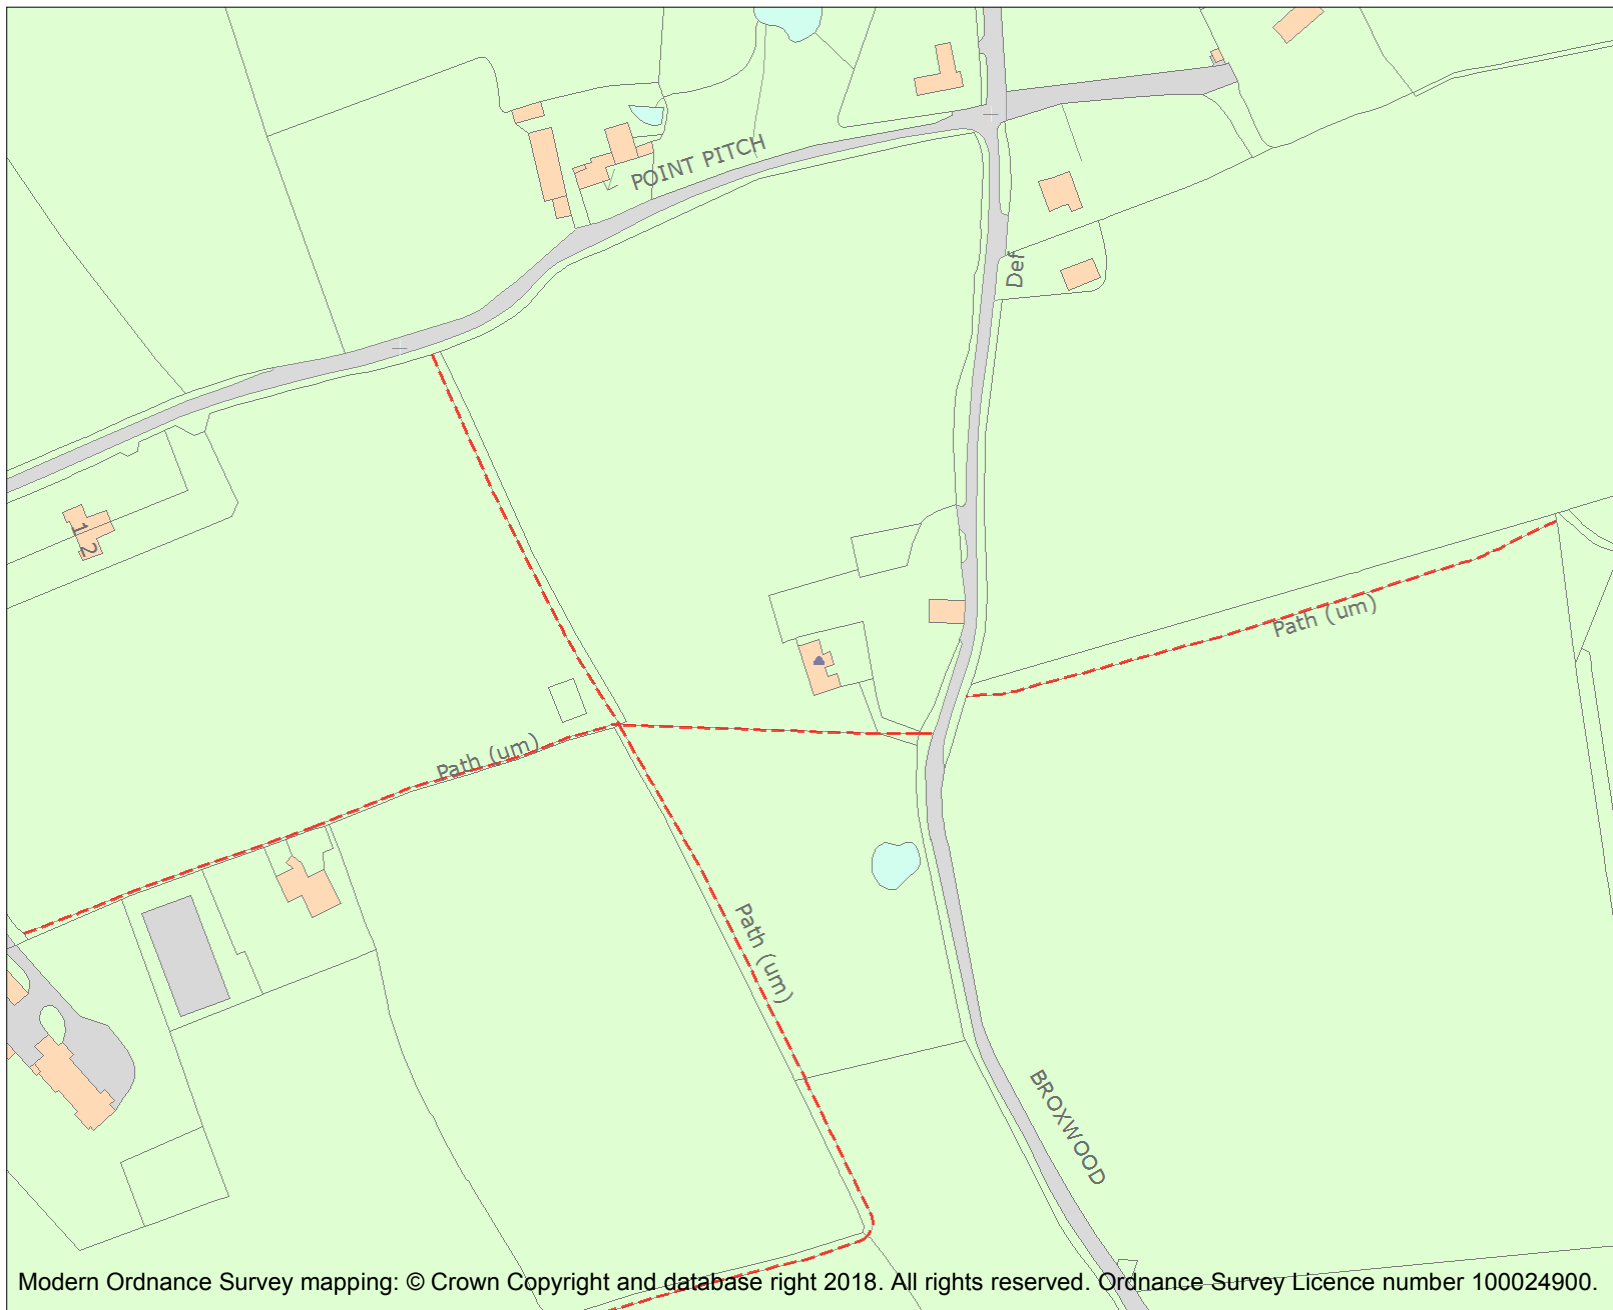 POINT PITCH
Def
1
2
Path (um)
Path (um)
Path (um)
BROXWOOD
Modern Ordnance Survey mapping: © Crown Copyright and database right 2018. All rights reserved. Ordnance Survey Licence number 100024900.